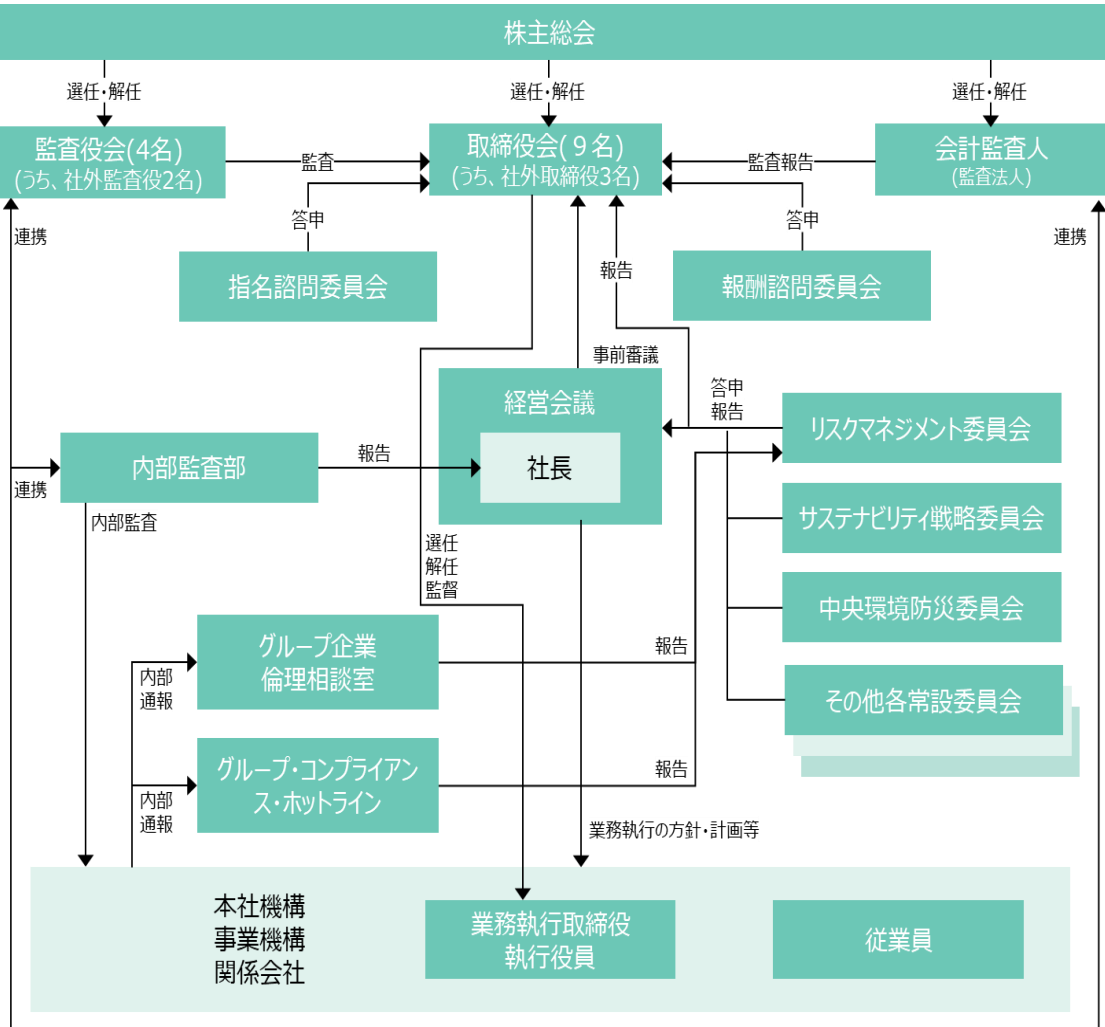 株主総会
選任・解任
選任・解任
選任・解任
監査役会(4名)
(うち、社外監査役2名)
監査
取締役会(9名)
(うち、社外取締役3名)
監査報告
会計監査人
(監査法人)
連携
答申
答申
連携
指名諮問委員会
報告
報酬諮問委員会
事前審議
経営会議
社長
答申
報告
リスクマネジメント委員会
内部監査部
報告
連携
内部監査
サステナビリティ戦略委員会
選任
解任
監督
中央環境防災委員会
グループ企業
倫理相談室
報告
内部
通報
その他各常設委員会
グループ・コンプライアン
ス・ホットライン
報告
内部
通報
業務執行の方針・計画等
本社機構
事業機構
関係会社
業務執行取締役
執行役員
従業員